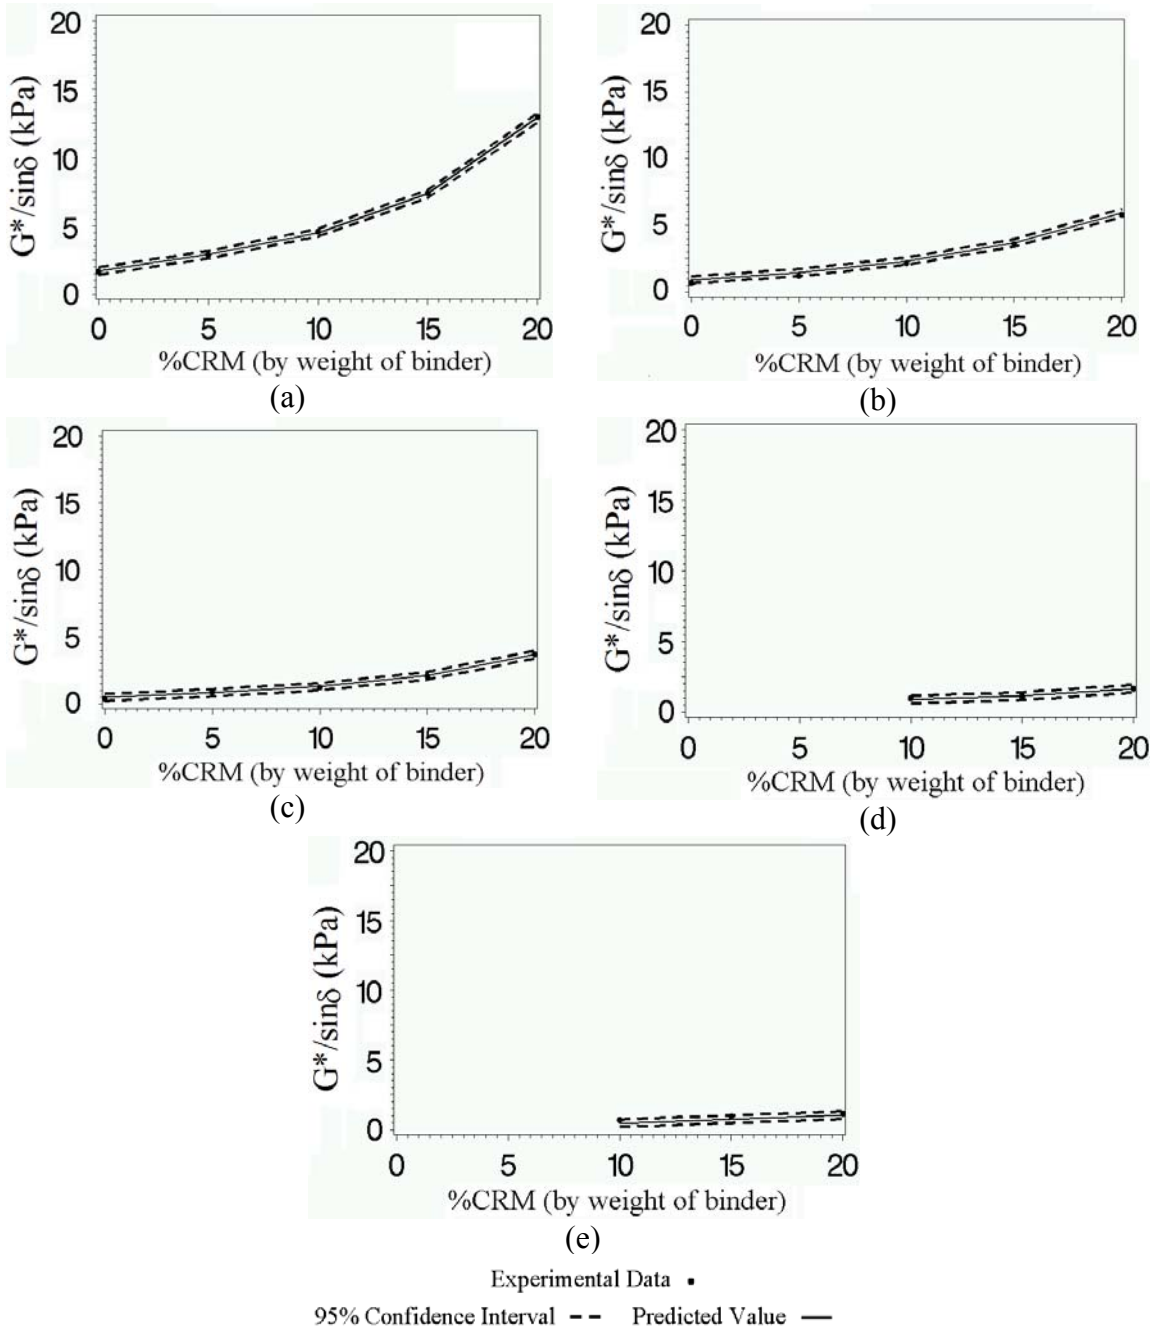 20
15
10
5
0
G*/sinδ (kPa)
0 5 10 15 20
%CRM (by weight of binder)
(a)
20
15
10
5
0
G*/sinδ (kPa)
0 5 10 15 20
%CRM (by weight of binder)
(b)
20
15
10
5
0
G*/sinδ (kPa)
0 5 10 15 20
%CRM (by weight of binder)
(c)
20
15
10
5
0
G*/sinδ (kPa)
0 5 10 15 20
%CRM (by weight of binder)
(d)
20
15
10
5
0
G*/sinδ (kPa)
0 5 10 15 20
%CRM (by weight of binder)
(e)
Experimental Data
95% Confidence Interval Predicted Value